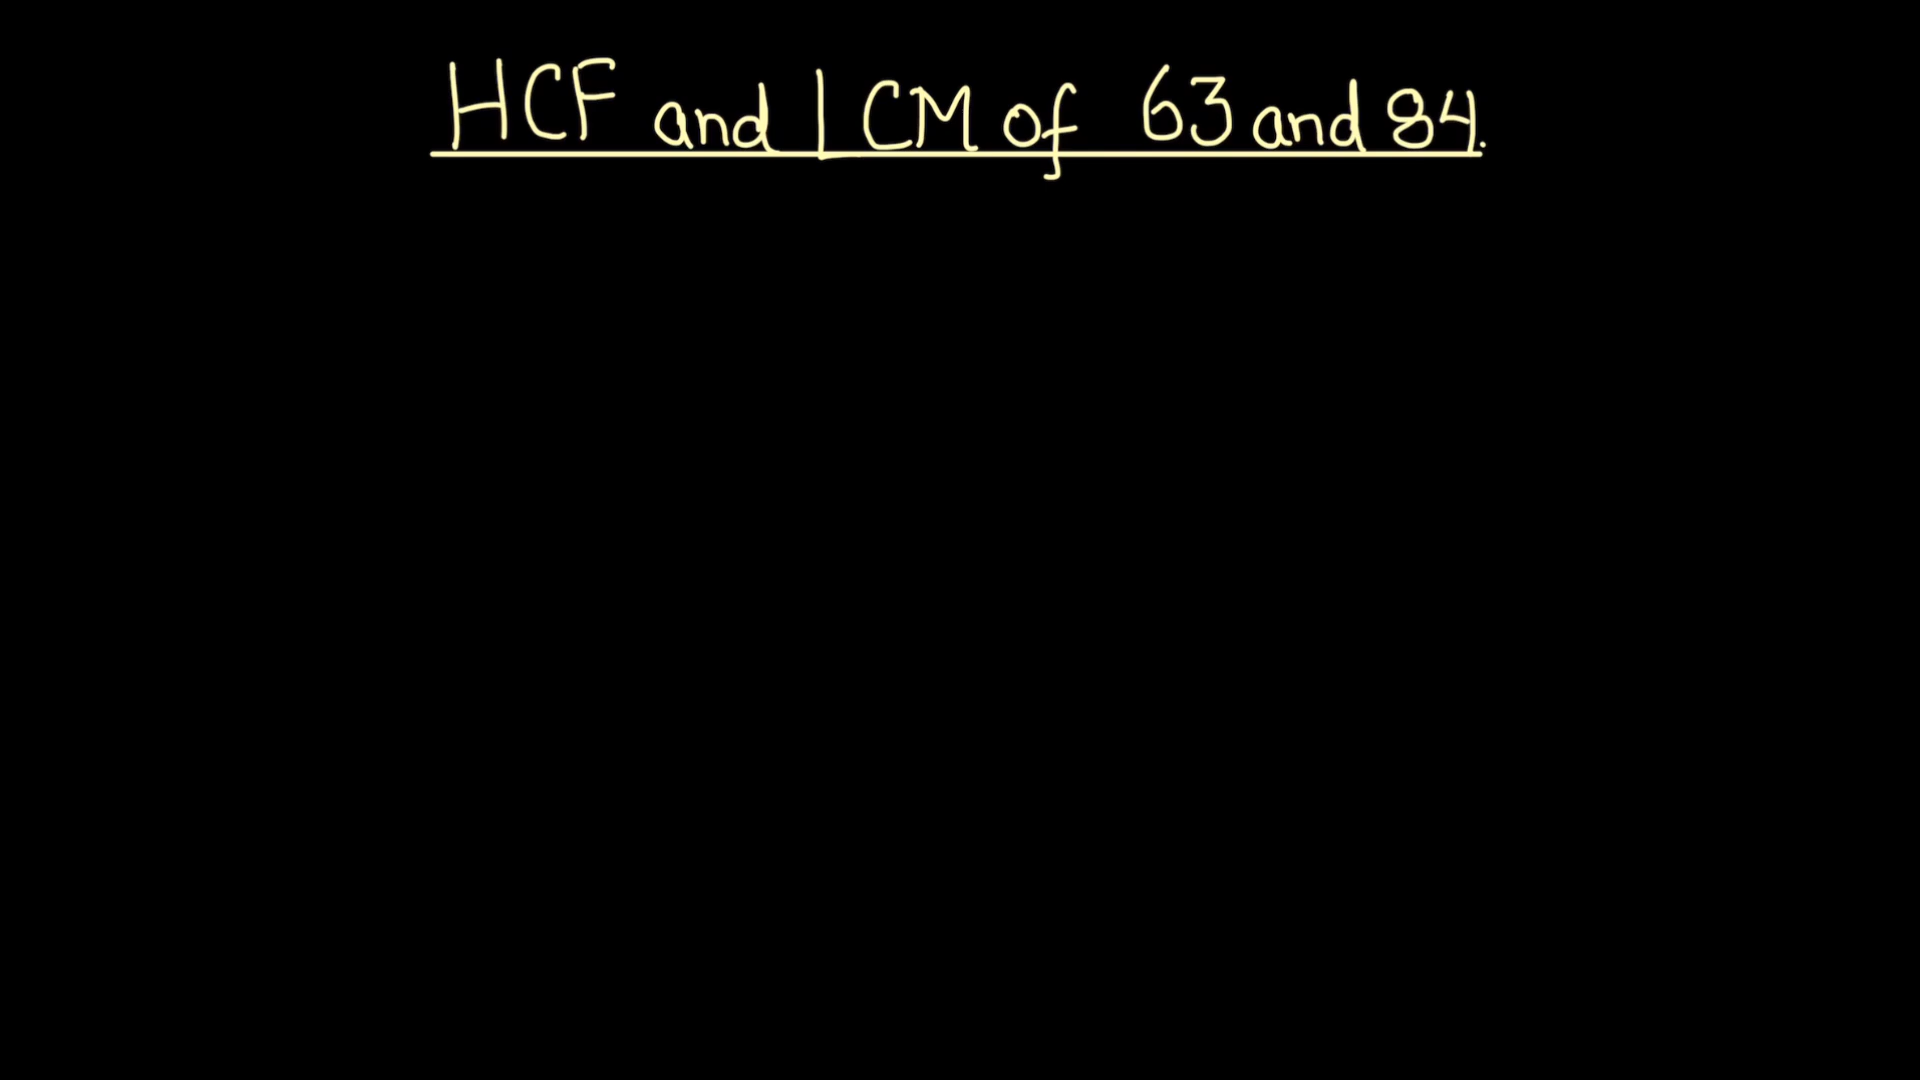 HCF and LCM of 63 and 84.